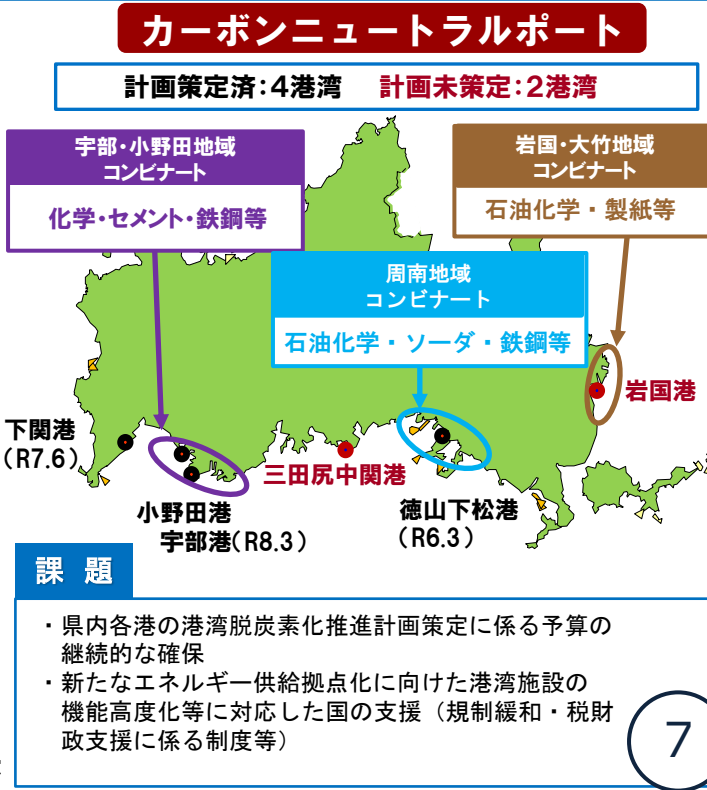 カーボンニュートラルポート
計画策定済：4港湾　計画未策定：2港湾
宇部・小野田地域
コンビナート
化学・セメント・鉄鋼等
岩国・大竹地域
コンビナート
石油化学・製紙等
周南地域
コンビナート
石油化学・ソーダ・鉄鋼等
岩国港
下関港
（R7.6）
三田尻中関港
小野田港
宇部港（R8.3）
徳山下松港
（R6.3）
課 題
・県内各港の港湾脱炭素化推進計画策定に係る予算の
継続的な確保
・新たなエネルギー供給拠点化に向けた港湾施設の
機能高度化等に対応した国の支援（規制緩和・税財
政支援に係る制度等）
7